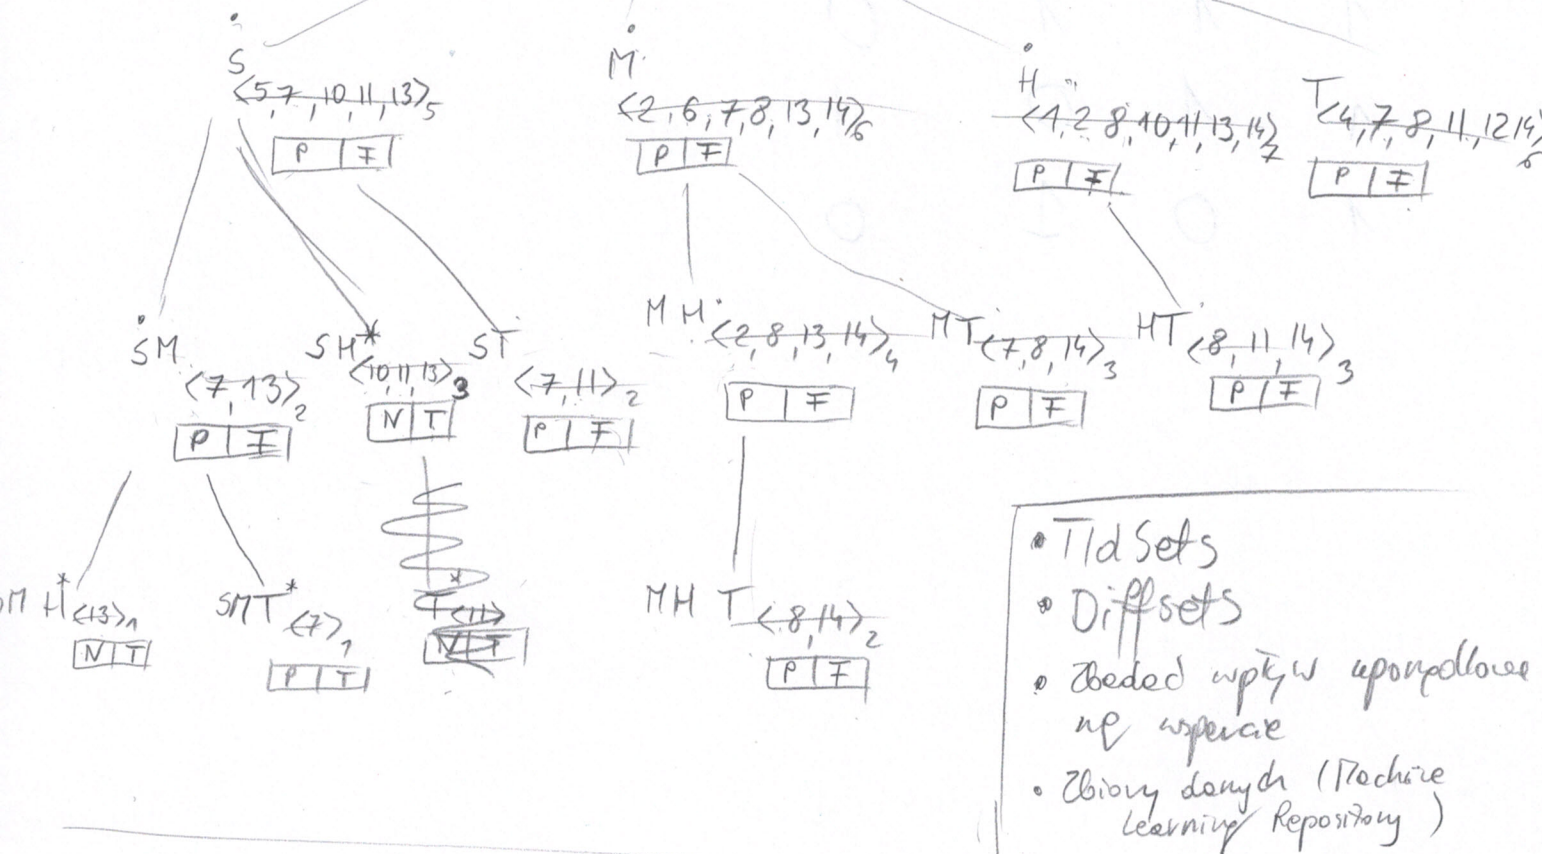 S
<5,7,10,11,13>5
P F
M
<2,6,7,8,13,14>6
P F
H
<1,2,8,10,11,13,14>7
P F
T<4,7,8,11,12,14>6
P F
SM
<7,13>2
P F
SH*
<10,11,13>3
N T
ST
<7,11>2
P F
MH
<2,8,13,14>4
P F
MT<7,8,14>3
P F
HT<8,11,14>3
P F
MH*<13>1
N T
SMT*<7>1
P T
MHT<8,14>2
P F
• TIdSets
• Diffsets
• Zbadać wpływ
na wsparcie
• Zbiory danych (Machine
Learning Repository)